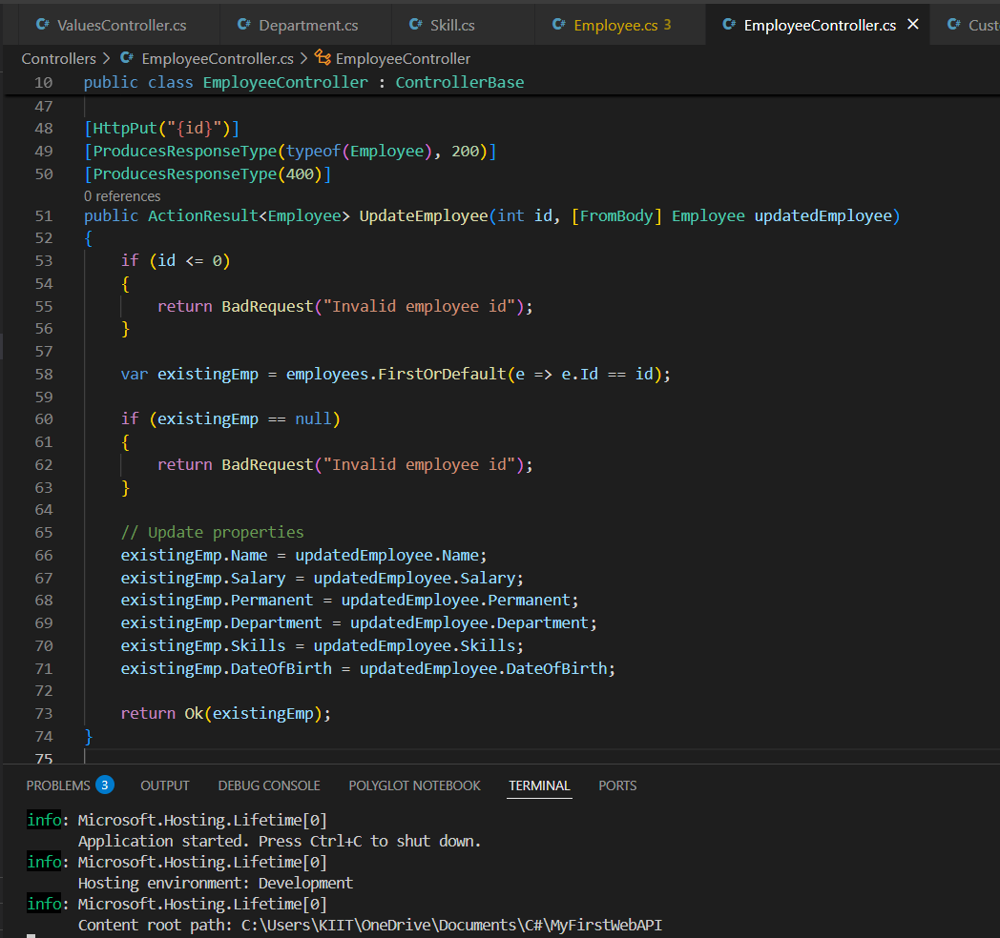 C# ValuesController.cs C# Department.cs C# Skill.cs C# Employee.cs 3 C# EmployeeController.cs × C# Cust
Controllers > C# EmployeeController.cs > EmployeeController
10 public class EmployeeController : ControllerBase
47
48 [HttpPut("{id}")]
49 [ProducesResponseType(typeof(Employee), 200)]
50 [ProducesResponseType(400)]
0 references
51 public ActionResult<Employee> UpdateEmployee(int id, [FromBody] Employee updatedEmployee)
52 {
53 if (id <= 0)
54 {
55 return BadRequest("Invalid employee id");
56 }
57
58 var existingEmp = employees.FirstOrDefault(e => e.Id == id);
59
60 if (existingEmp == null)
61 {
62 return BadRequest("Invalid employee id");
63 }
64
65 // Update properties
66 existingEmp.Name = updatedEmployee.Name;
67 existingEmp.Salary = updatedEmployee.Salary;
68 existingEmp.Permanent = updatedEmployee.Permanent;
69 existingEmp.Department = updatedEmployee.Department;
70 existingEmp.Skills = updatedEmployee.Skills;
71 existingEmp.DateOfBirth = updatedEmployee.DateOfBirth;
72
73 return Ok(existingEmp);
74 }
75
PROBLEMS 3 OUTPUT DEBUG CONSOLE POLYGLOT NOTEBOOK TERMINAL PORTS
info: Microsoft.Hosting.Lifetime[0]
Application started. Press Ctrl+C to shut down.
info: Microsoft.Hosting.Lifetime[0]
Hosting environment: Development
info: Microsoft.Hosting.Lifetime[0]
Content root path: C:\Users\KIIT\OneDrive\Documents\C#\MyFirstWebAPI